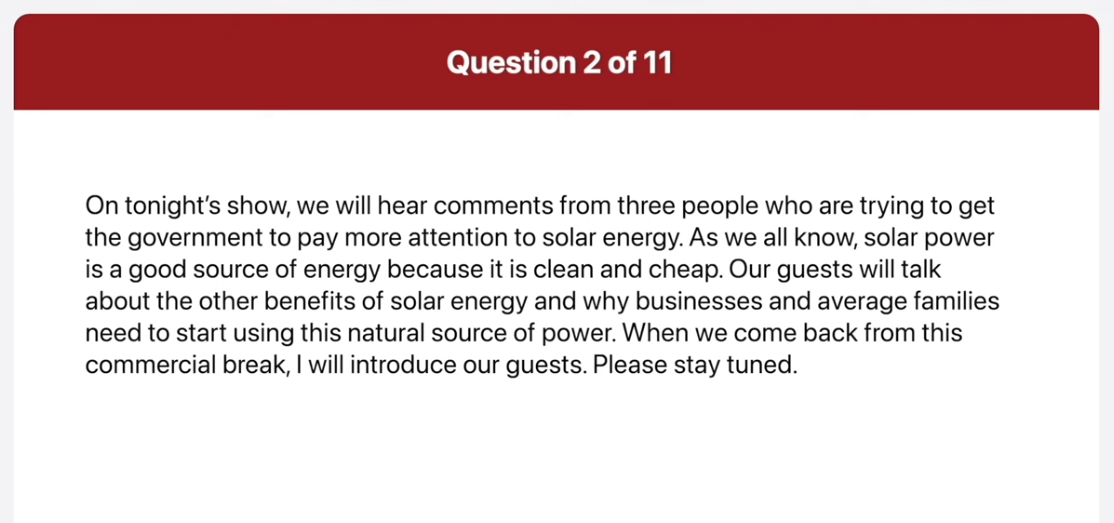 Question 2 of 11
On tonight's show, we will hear comments from three people who are trying to get
the government to pay more attention to solar energy. As we all know, solar power
is a good source of energy because it is clean and cheap. Our guests will talk
about the other benefits of solar energy and why businesses and average families
need to start using this natural source of power. When we come back from this
commercial break, I will introduce our guests. Please stay tuned.